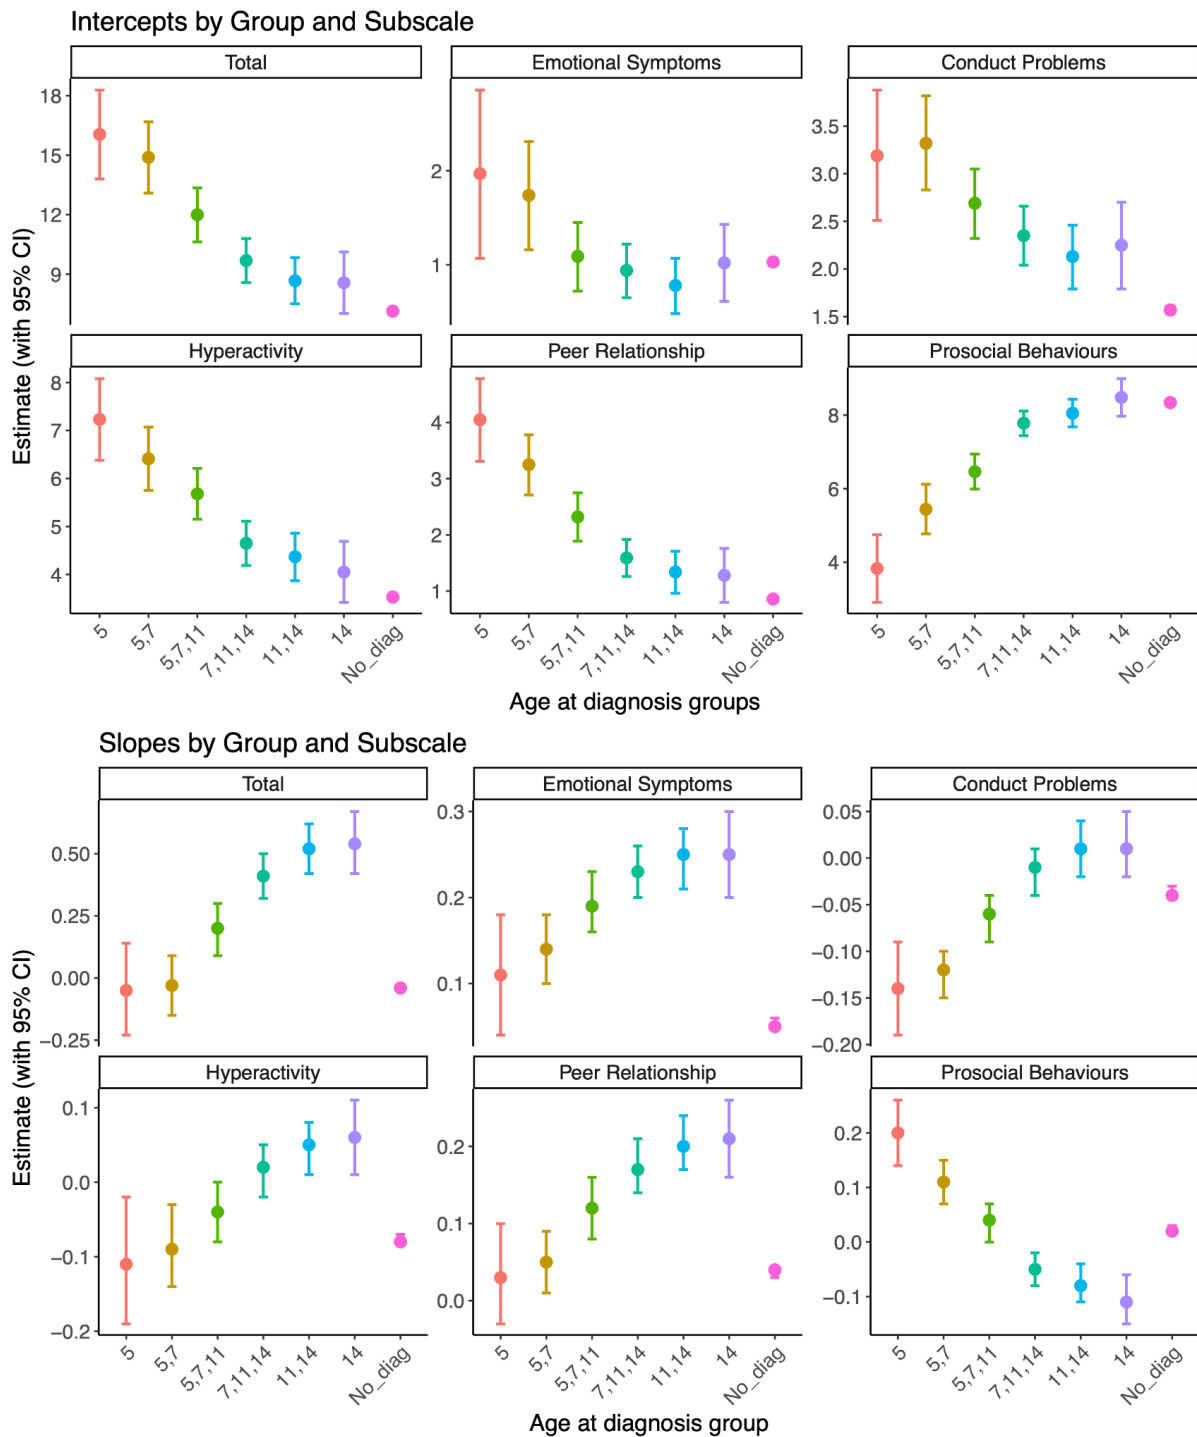 Intercepts by Group and Subscale
Total
Emotional Symptoms
Conduct Problems
18
15
12
9
2
1
3.5
3.0
2.5
2.0
1.5
Hyperactivity
Peer Relationship
Prosocial Behaviours
8
7
6
5
4
4
3
2
1
8
6
4
Estimate (with 95% CI)
5 5,7 5,7,11 7,11,14 11,14 14 No_diag
5 5,7 5,7,11 7,11,14 11,14 14 No_diag
5 5,7 5,7,11 7,11,14 11,14 14 No_diag
Age at diagnosis groups
Slopes by Group and Subscale
Total
Emotional Symptoms
Conduct Problems
0.50
0.25
0.00
−0.25
0.3
0.2
0.1
0.05
0.00
−0.05
−0.10
−0.15
−0.20
Hyperactivity
Peer Relationship
Prosocial Behaviours
0.1
0.0
−0.1
−0.2
0.2
0.1
0.0
0.2
0.1
0.0
−0.1
Estimate (with 95% CI)
5 5,7 5,7,11 7,11,14 11,14 14 No_diag
5 5,7 5,7,11 7,11,14 11,14 14 No_diag
5 5,7 5,7,11 7,11,14 11,14 14 No_diag
Age at diagnosis group